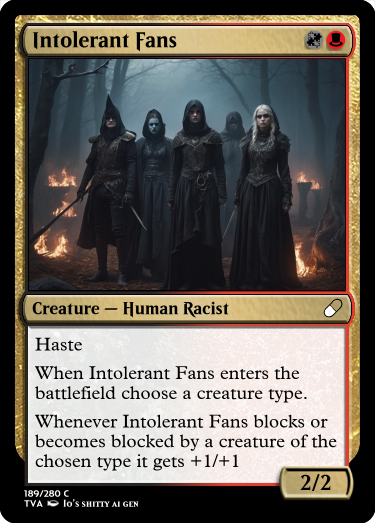 Intolerant Fans
Creature — Human Racist
Haste
When Intolerant Fans enters the
battlefield choose a creature type.
Whenever Intolerant Fans blocks or
becomes blocked by a creature of the
chosen type it gets +1/+1
2/2
189/280 C
TVA Io's shitty ai gen